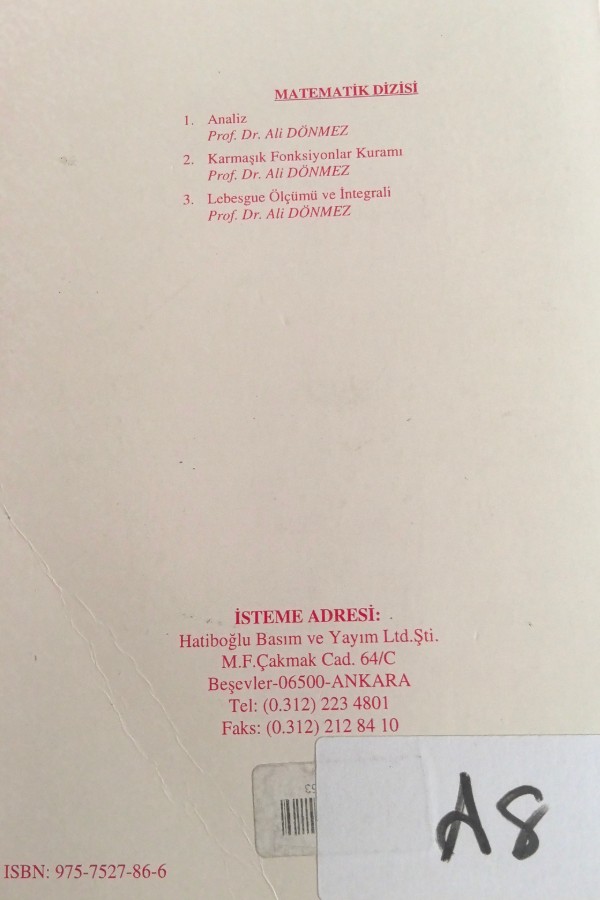 MATEMATİK DİZİSİ
1. Analiz
Prof. Dr. Ali DÖNMEZ
2. Karmaşık Fonksiyonlar Kuramı
Prof. Dr. Ali DÖNMEZ
3. Lebesgue Ölçümü ve İntegrali
Prof. Dr. Ali DÖNMEZ
İSTEME ADRESİ:
Hatiboğlu Basım ve Yayım Ltd.Şti.
M.F.Çakmak Cad. 64/C
Beşevler-06500-ANKARA
Tel: (0.312) 223 4801
Faks: (0.312) 212 84 10
A8
ISBN: 975-7527-86-6